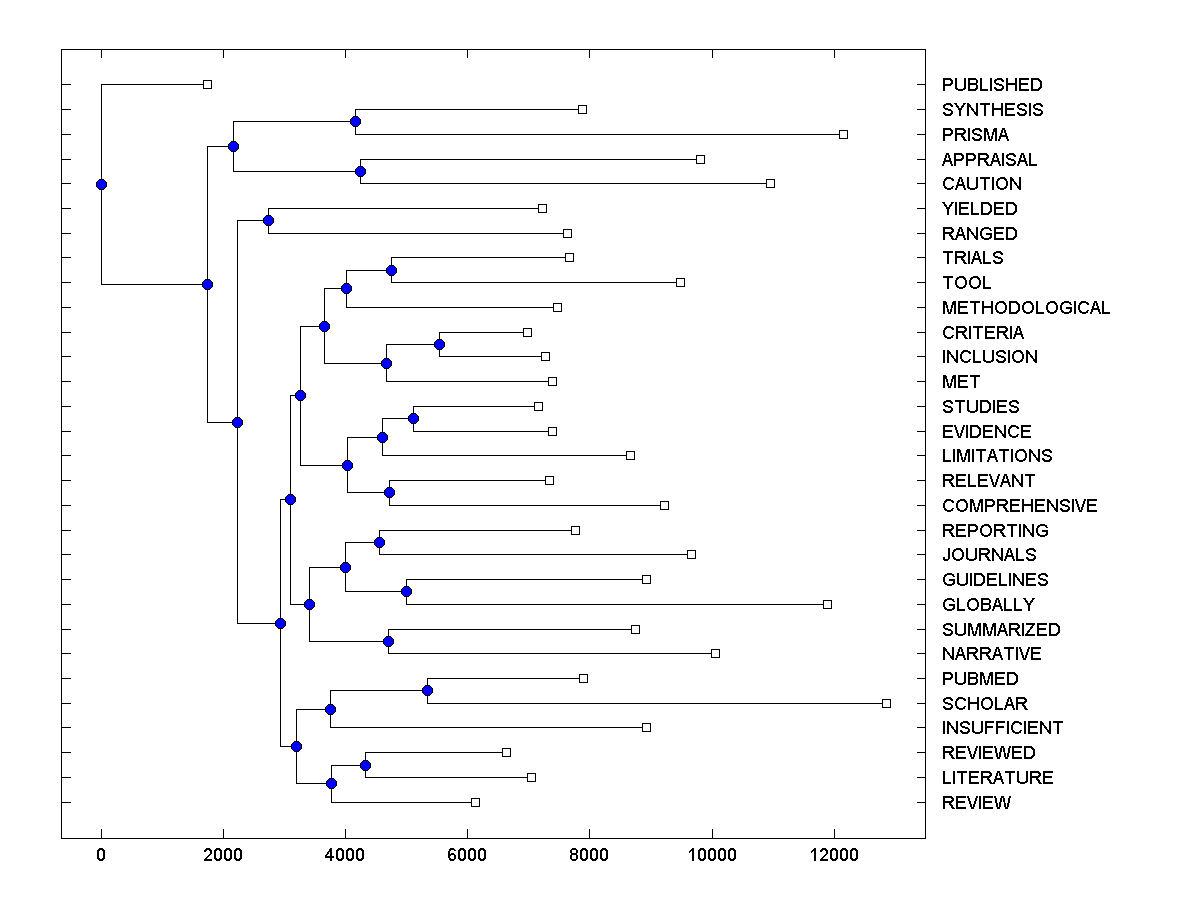 PUBLISHED
SYNTHESIS
PRISMA
APPRAISAL
CAUTION
YIELDED
RANGED
TRIALS
TOOL
METHODOLOGICAL
CRITERIA
INCLUSION
MET
STUDIES
EVIDENCE
LIMITATIONS
RELEVANT
COMPREHENSIVE
REPORTING
JOURNALS
GUIDELINES
GLOBALLY
SUMMARIZED
NARRATIVE
PUBMED
SCHOLAR
INSUFFICIENT
REVIEWED
LITERATURE
REVIEW
0 2000 4000 6000 8000 10000 12000